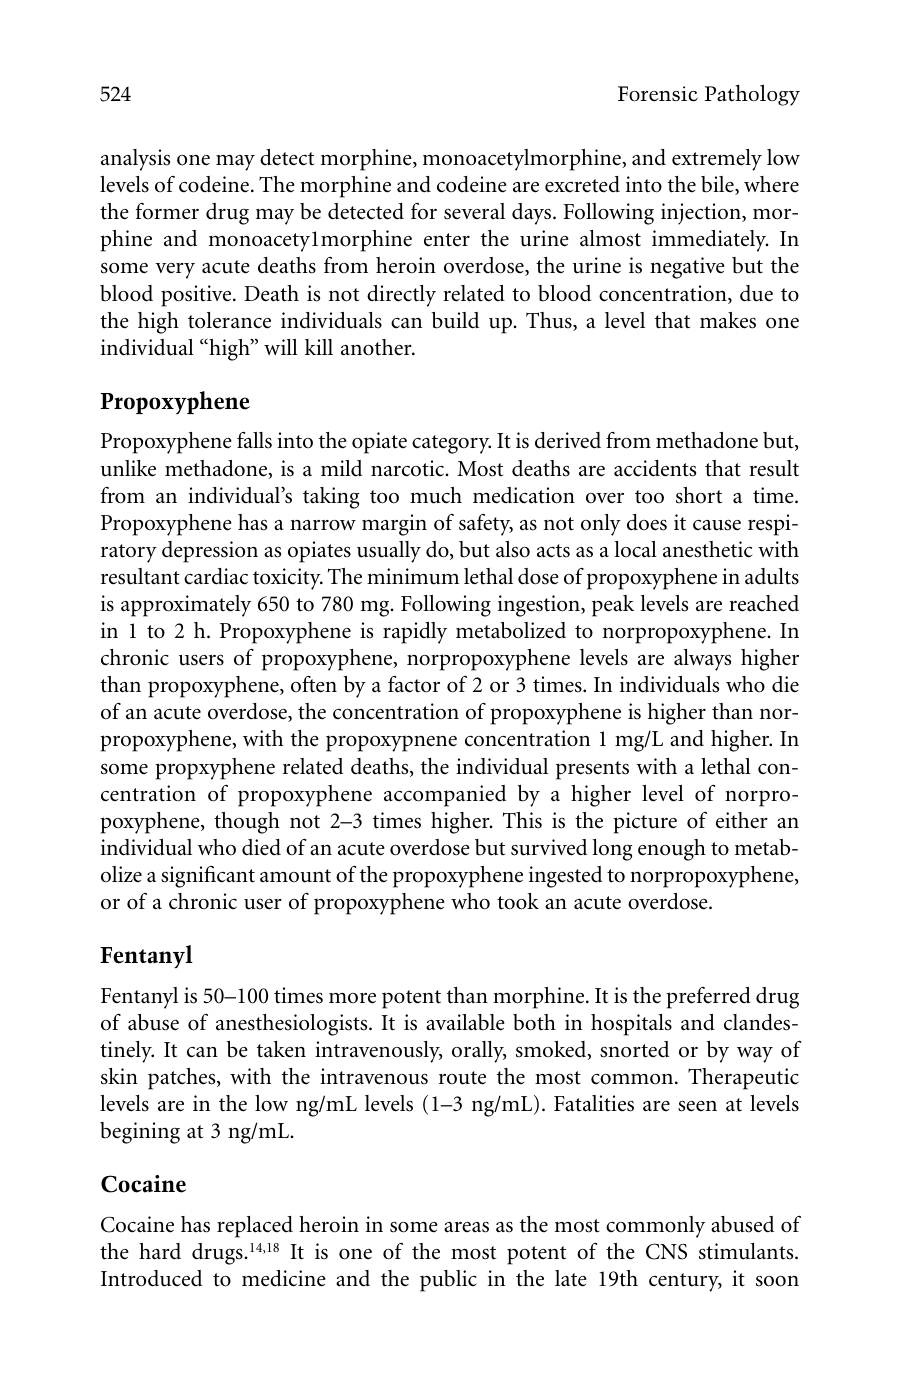 524 Forensic Pathology
analysis one may detect morphine, monoacetylmorphine, and extremely low
levels of codeine. The morphine and codeine are excreted into the bile, where
the former drug may be detected for several days. Following injection, mor-
phine and monoacety1morphine enter the urine almost immediately. In
some very acute deaths from heroin overdose, the urine is negative but the
blood positive. Death is not directly related to blood concentration, due to
the high tolerance individuals can build up. Thus, a level that makes one
individual “high” will kill another.
Propoxyphene
Propoxyphene falls into the opiate category. It is derived from methadone but,
unlike methadone, is a mild narcotic. Most deaths are accidents that result
from an individual’s taking too much medication over too short a time.
Propoxyphene has a narrow margin of safety, as not only does it cause respi-
ratory depression as opiates usually do, but also acts as a local anesthetic with
resultant cardiac toxicity. The minimum lethal dose of propoxyphene in adults
is approximately 650 to 780 mg. Following ingestion, peak levels are reached
in 1 to 2 h. Propoxyphene is rapidly metabolized to norpropoxyphene. In
chronic users of propoxyphene, norpropoxyphene levels are always higher
than propoxyphene, often by a factor of 2 or 3 times. In individuals who die
of an acute overdose, the concentration of propoxyphene is higher than nor-
propoxyphene, with the propoxypnene concentration 1 mg/L and higher. In
some propxyphene related deaths, the individual presents with a lethal con-
centration of propoxyphene accompanied by a higher level of norpro-
poxyphene, though not 2–3 times higher. This is the picture of either an
individual who died of an acute overdose but survived long enough to metab-
olize a significant amount of the propoxyphene ingested to norpropoxyphene,
or of a chronic user of propoxyphene who took an acute overdose.
Fentanyl
Fentanyl is 50–100 times more potent than morphine. It is the preferred drug
of abuse of anesthesiologists. It is available both in hospitals and clandes-
tinely. It can be taken intravenously, orally, smoked, snorted or by way of
skin patches, with the intravenous route the most common. Therapeutic
levels are in the low ng/mL levels (1–3 ng/mL). Fatalities are seen at levels
begining at 3 ng/mL.
Cocaine
Cocaine has replaced heroin in some areas as the most commonly abused of
the hard drugs.14,18 It is one of the most potent of the CNS stimulants.
Introduced to medicine and the public in the late 19th century, it soon